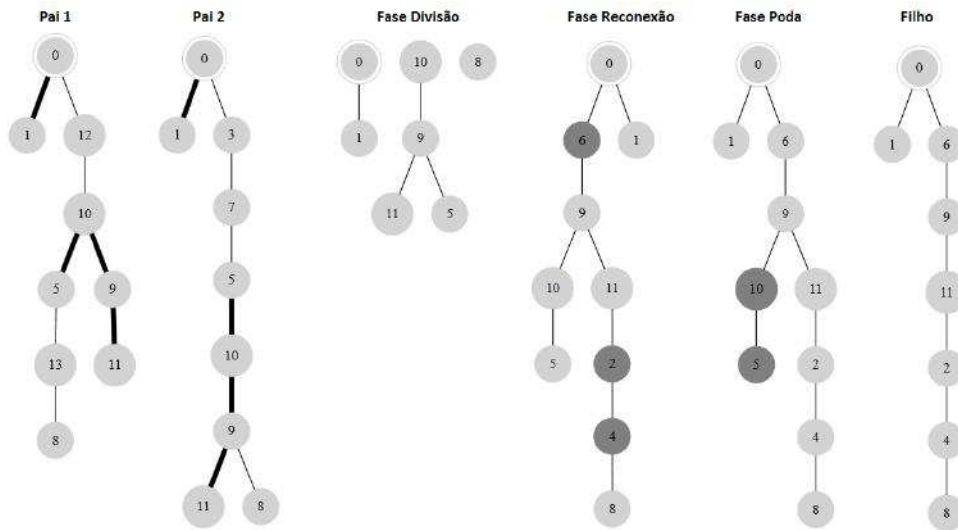 Pai 1 Pai 2 Fase Divisão Fase Reconexão Fase Poda Filho
0 0 0 10 8 0 0 0
1 12 1 3 1 9 6 1 1 6 1 6
10 7 11 5 9 9 9
5 9 5 10 11 10 11 11
13 11 10 5 2 5 2 2
8 9 4 4 4
11 8 8 8 8